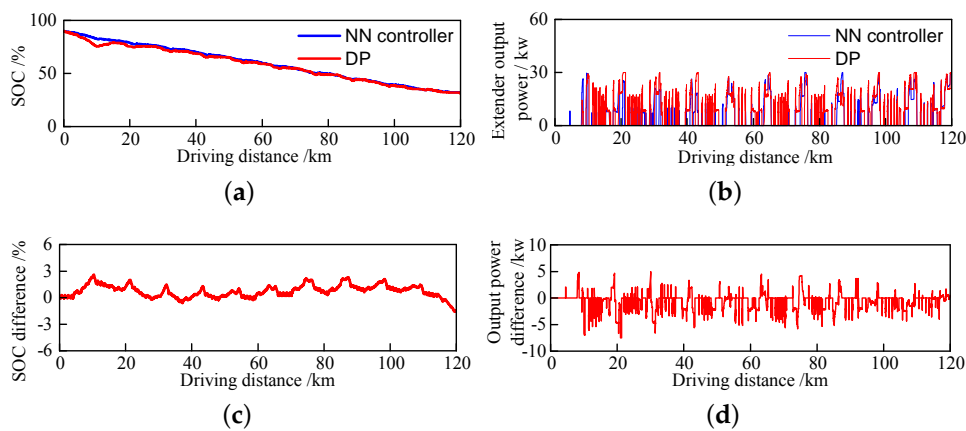 100
50
0
SOC /%
NN controller
DP
0 20 40 60 80 100 120
Driving distance /km
(a)
60
30
0
Extender output
power / kw
NN controller
DP
0 20 40 60 80 100 120
Driving distance /km
(b)
6
3
0
-3
-6
SOC difference /%
0 20 40 60 80 100 120
Driving distance /km
(c)
10
5
0
-5
-10
Output power
difference /kw
0 20 40 60 80 100 120
Driving distance /km
(d)